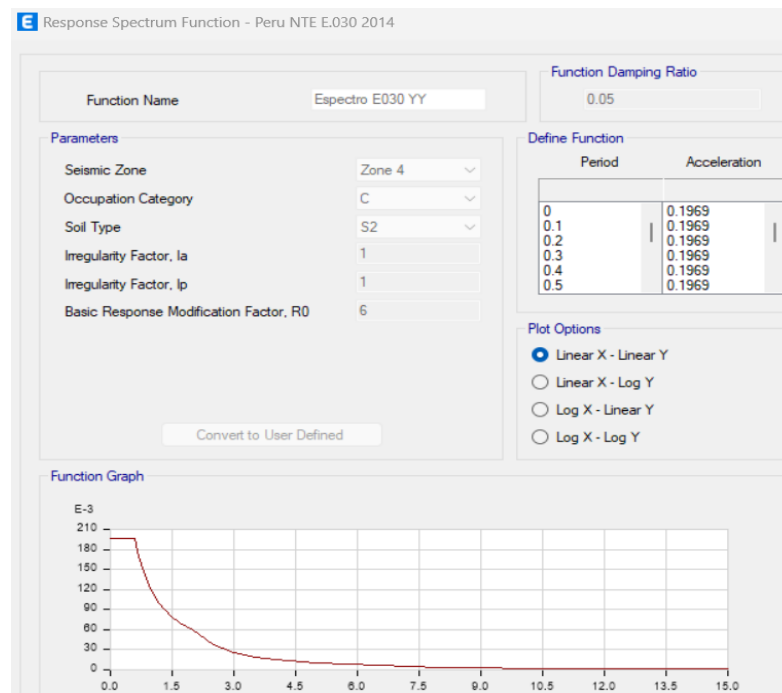 E Response Spectrum Function - Peru NTE E.030 2014
Function Name Espectro E030 YY
Function Damping Ratio
0.05
Parameters
Seismic Zone Zone 4
Occupation Category C
Soil Type S2
Irregularity Factor, Ia 1
Irregularity Factor, Ip 1
Basic Response Modification Factor, R0 6
Convert to User Defined
Define Function
Period Acceleration
0 0.1969
0.1 0.1969
0.2 0.1969
0.3 0.1969
0.4 0.1969
0.5 0.1969
Plot Options
Linear X - Linear Y
Linear X - Log Y
Log X - Linear Y
Log X - Log Y
Function Graph
E-3
210
180
150
120
90
60
30
0
0.0 1.5 3.0 4.5 6.0 7.5 9.0 10.5 12.0 13.5 15.0